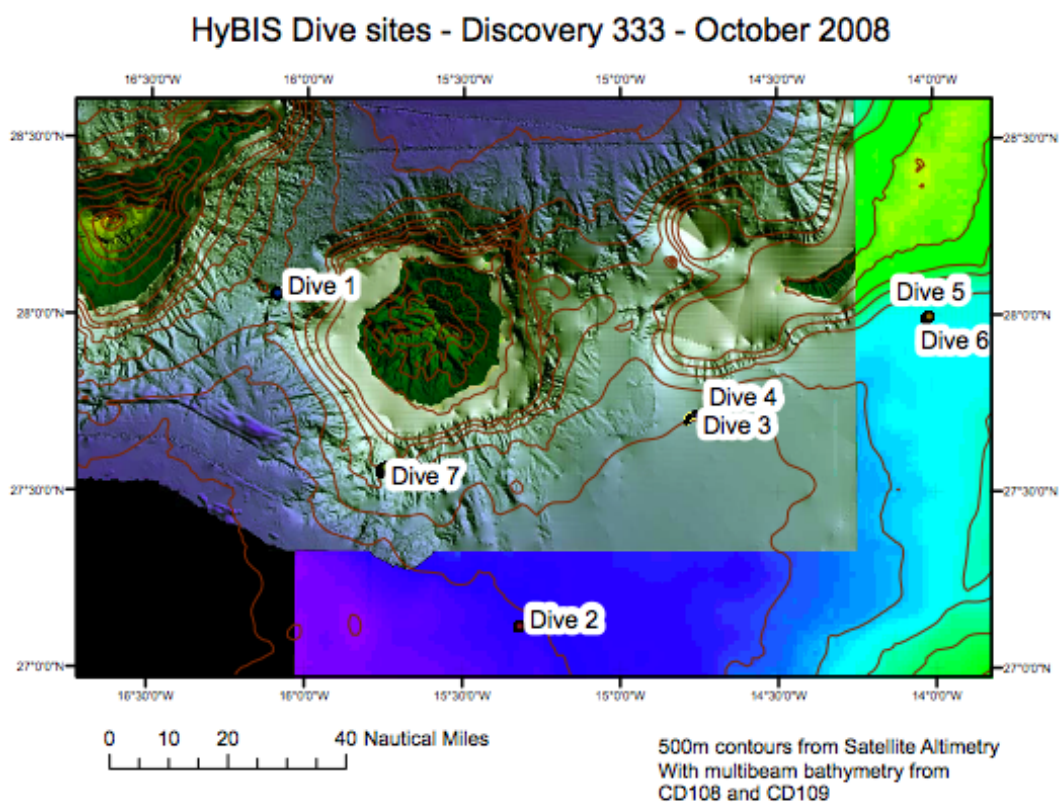 HyBIS Dive sites - Discovery 333 - October 2008
16°30'0"W 16°0'0"W 15°30'0"W 15°0'0"W 14°30'0"W 14°0'0"W
28°30'0"N 28°30'0"N
Dive 1
Dive 5
28°0'0"N 28°0'0"N
Dive 6
Dive 4
Dive 3
Dive 7
27°30'0"N 27°30'0"N
Dive 2
27°0'0"N 27°0'0"N
16°30'0"W 16°0'0"W 15°30'0"W 15°0'0"W 14°30'0"W 14°0'0"W
0 10 20 40 Nautical Miles
500m contours from Satellite Altimetry
With multibeam bathymetry from
CD108 and CD109